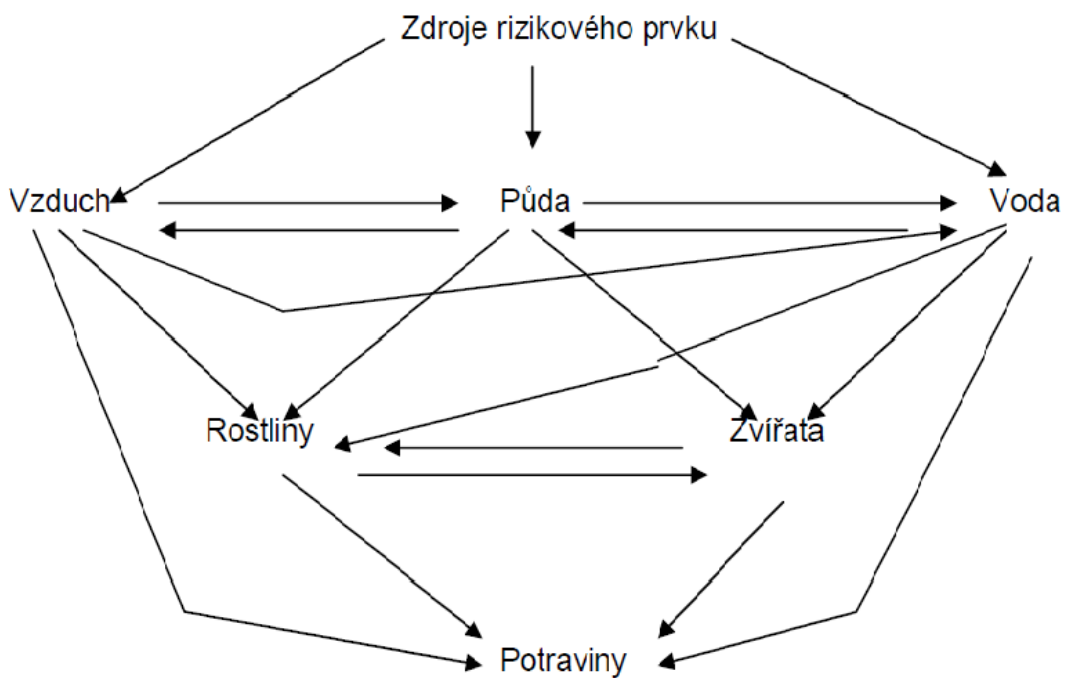 Zdroje rizikového prvku
Vzduch
Půda
Voda
Rostliny
Zvířata
Potraviny